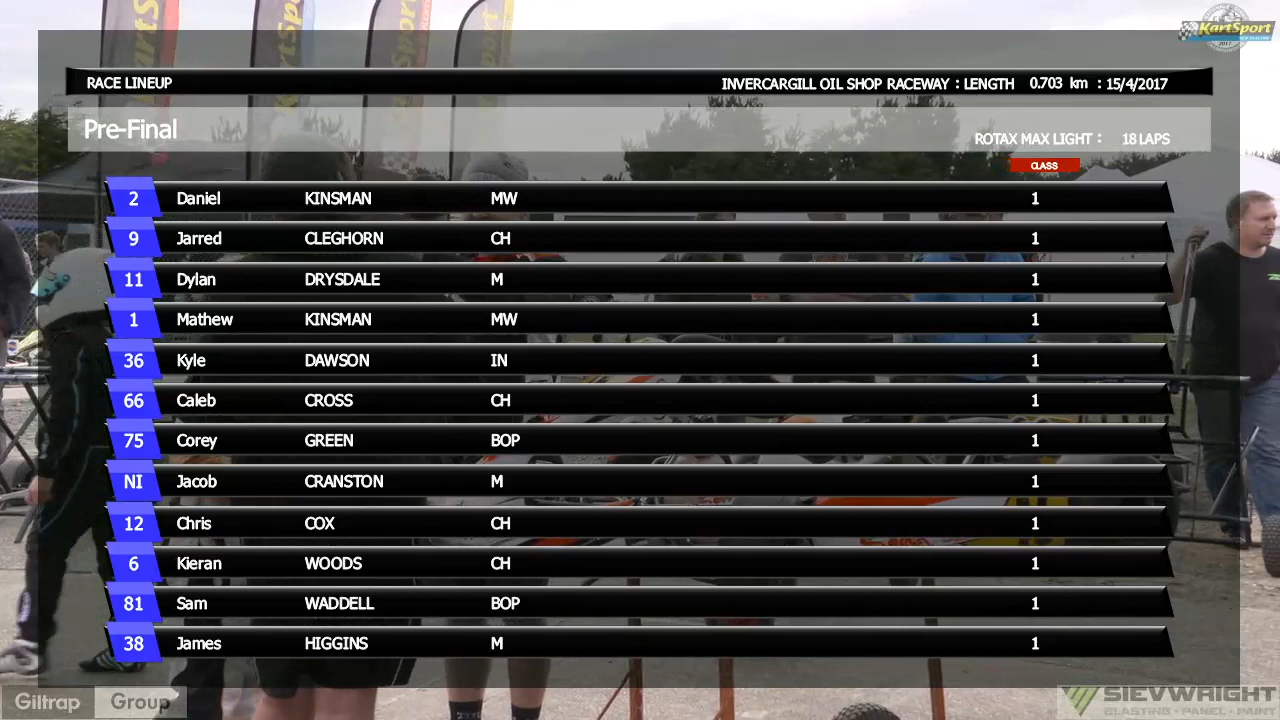 KartSport
2017
RACE LINEUP INVERCARGILL OIL SHOP RACEWAY : LENGTH 0.703 km : 15/4/2017
Pre-Final
ROTAX MAX LIGHT : 18 LAPS
CLASS
2 Daniel KINSMAN MW 1
9 Jarred CLEGHORN CH 1
11 Dylan DRYSDALE M 1
1 Mathew KINSMAN MW 1
36 Kyle DAWSON IN 1
66 Caleb CROSS CH 1
75 Corey GREEN BOP 1
NI Jacob CRANSTON M 1
12 Chris COX CH 1
6 Kieran WOODS CH 1
81 Sam WADDELL BOP 1
38 James HIGGINS M 1
Giltrap Group
SIEVWRIGHT
BLASTING · PANEL · PAINT